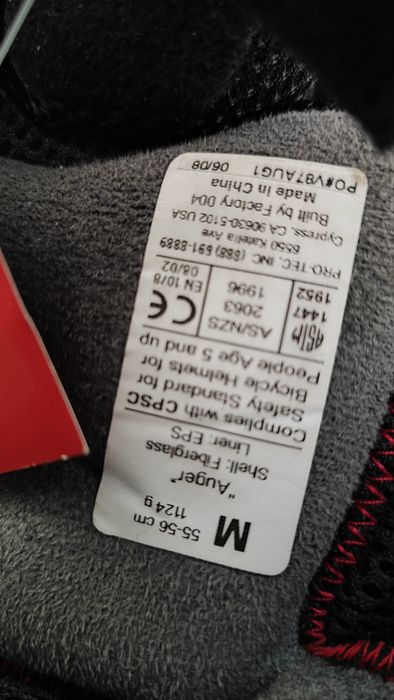 M 55-56 cm
1124 g
"Auger"
Shell: Fiberglass
Liner: EPS
Complies with CPSC
Safety Standard for
Bicycle Helmets for
People Age 5 and up
ASTM
1447
1952
AS/NZS
2063
1996
CE
EN 10/8
08/02
PRO-TEC, INC (888) 591-8889
6550 Katella Ave
Cypress, CA 90630-5102 USA
Built by Factory 004
Made in China
PO#V87AUG1 06/08